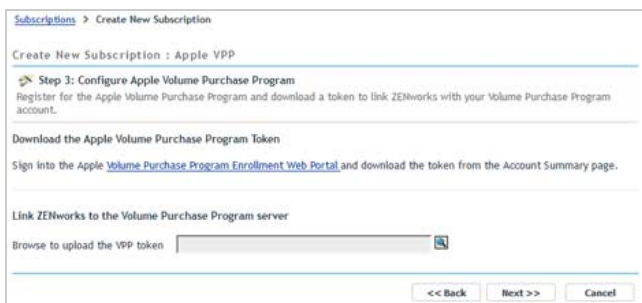 Subscriptions > Create New Subscription
Create New Subscription : Apple VPP
Step 3: Configure Apple Volume Purchase Program
Register for the Apple Volume Purchase Program and download a token to link ZENworks with your Volume Purchase Program
account.
Download the Apple Volume Purchase Program Token
Sign into the Apple Volume Purchase Program Enrollment Web Portal and download the token from the Account Summary page.
Link ZENworks to the Volume Purchase Program server
Browse to upload the VPP token
<< Back Next >> Cancel